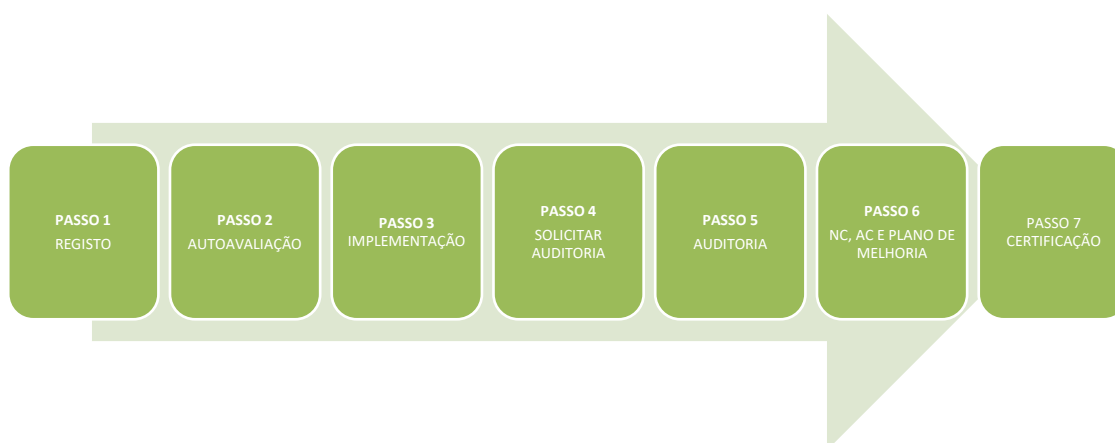 PASSO 1
REGISTO
PASSO 2
AUTOAVALIAÇÃO
PASSO 3
IMPLEMENTAÇÃO
PASSO 4
SOLICITAR
AUDITORIA
PASSO 5
AUDITORIA
PASSO 6
NC, AC E PLANO DE
MELHORIA
PASSO 7
CERTIFICAÇÃO